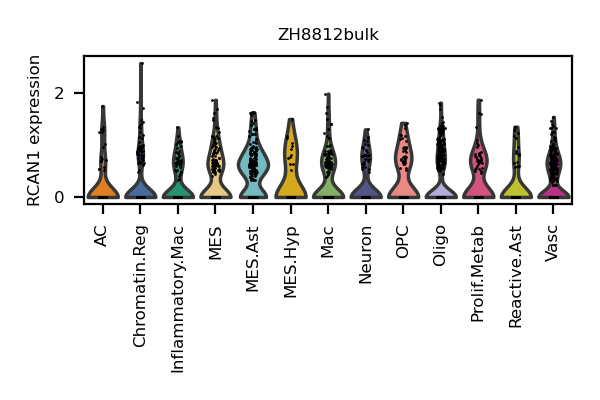 ZH8812bulk
RCAN1 expression
2
0
AC
Chromatin.Reg
Inflammatory.Mac
MES
MES.Ast
MES.Hyp
Mac
Neuron
OPC
Oligo
Prolif.Metab
Reactive.Ast
Vasc